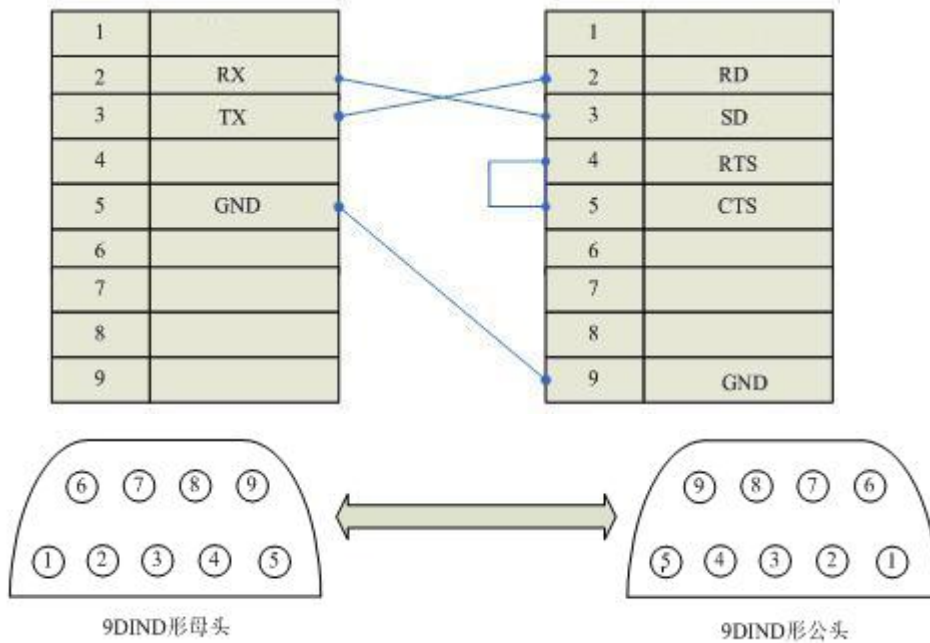 1
2 RX
3 TX
4
5 GND
6
7
8
9
1
2 RD
3 SD
4 RTS
5 CTS
6
7
8
9 GND
6 7 8 9
1 2 3 4 5
9DIND形母头
9 8 7 6
5 4 3 2 1
9DIND形公头